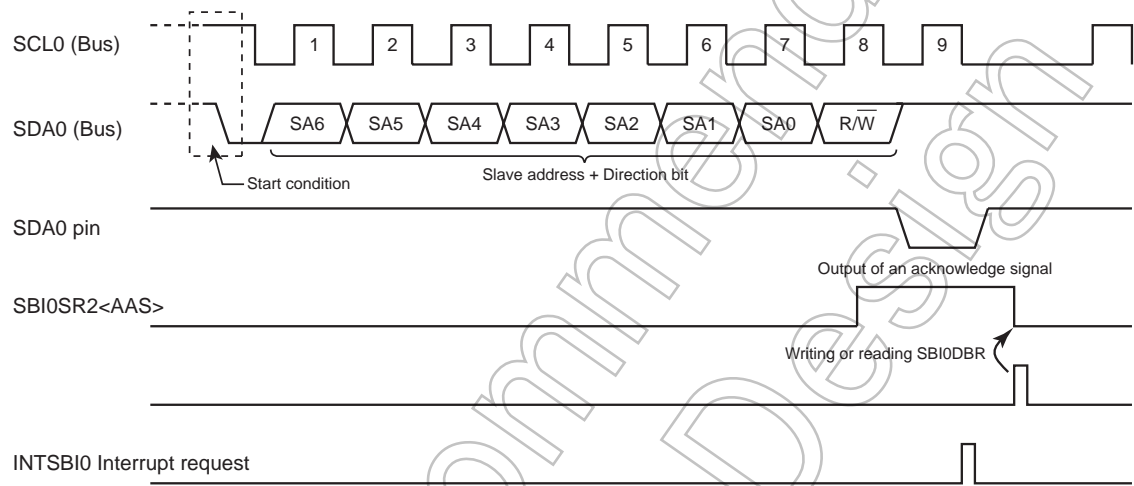 SCL0 (Bus)
1 2 3 4 5 6 7 8 9
SDA0 (Bus)
SA6 SA5 SA4 SA3 SA2 SA1 SA0 R/W̅
Start condition
Slave address + Direction bit
SDA0 pin
Output of an acknowledge signal
SBI0SR2<AAS>
Writing or reading SBI0DBR
INTSBI0 Interrupt request